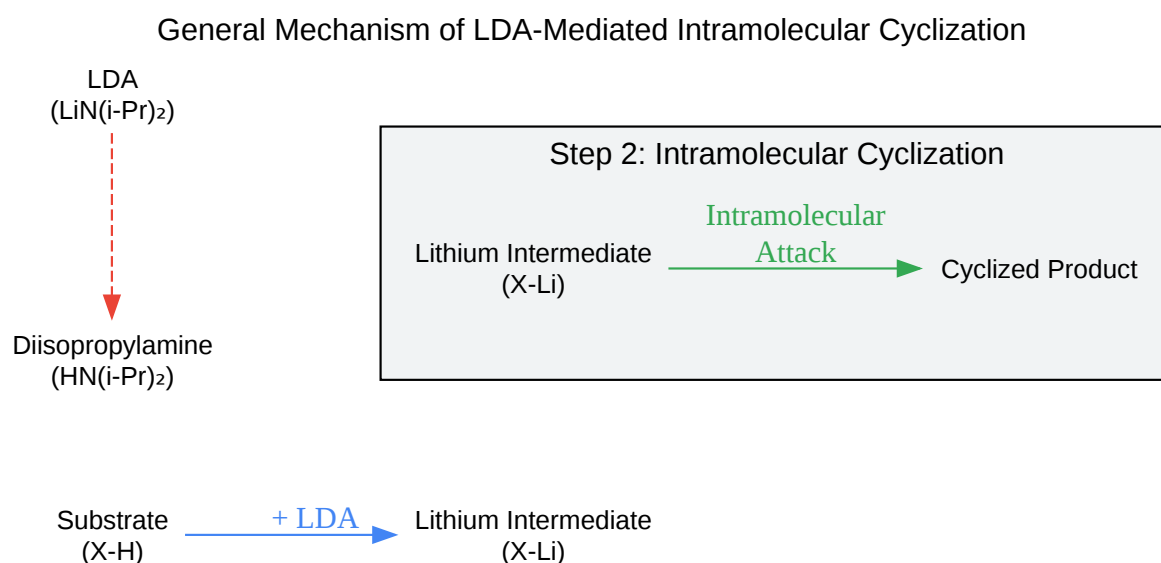 General Mechanism of LDA-Mediated Intramolecular Cyclization
LDA
(LiN(i-Pr)₂)
Step 2: Intramolecular Cyclization
Intramolecular
Attack
Lithium Intermediate
(X-Li)
Cyclized Product
Diisopropylamine
(HN(i-Pr)₂)
Substrate
(X-H)
+ LDA
Lithium Intermediate
(X-Li)